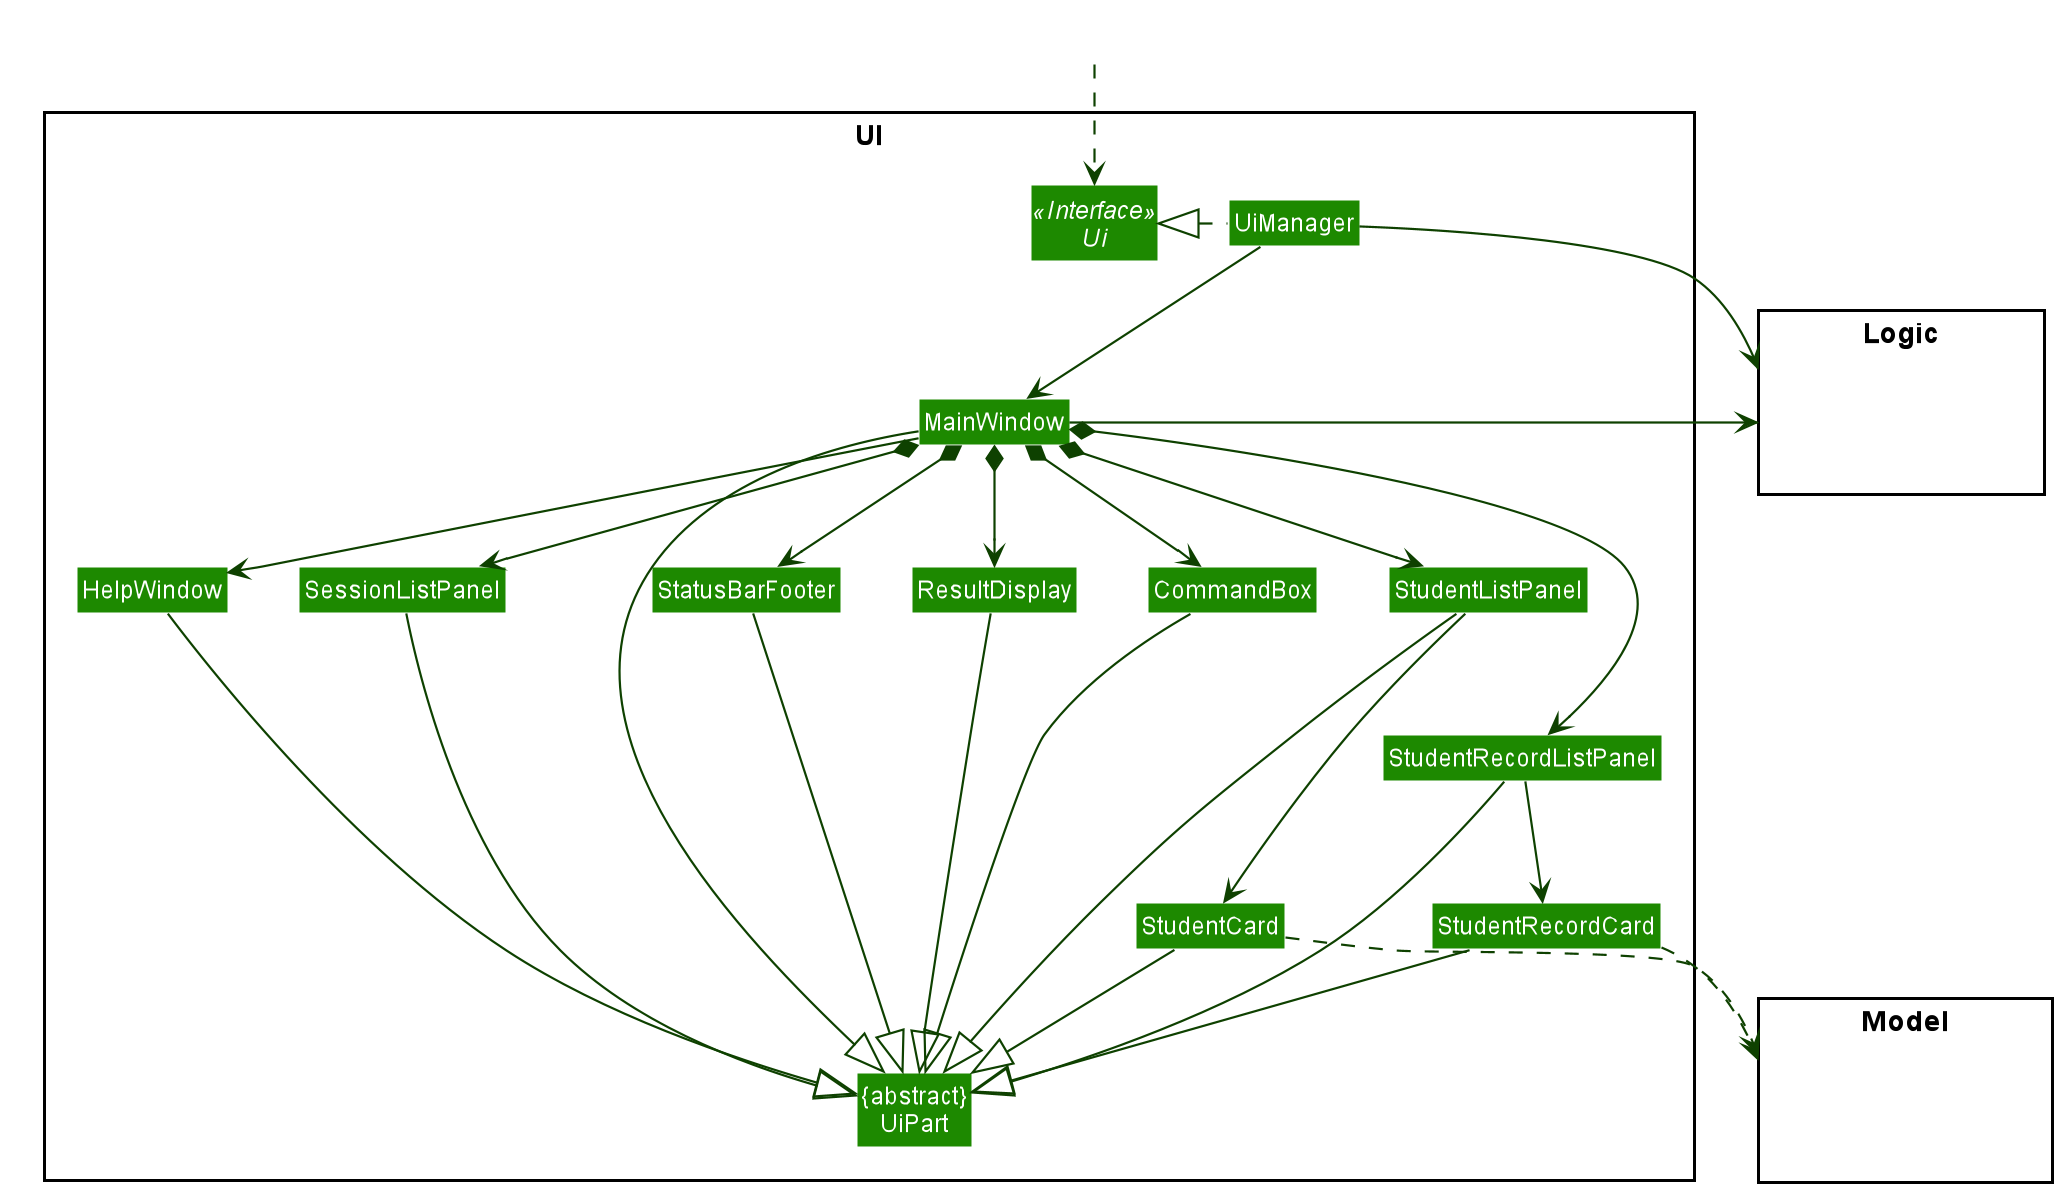 UI
«Interface»
Ui
UiManager
Logic
MainWindow
HelpWindow
SessionListPanel
StatusBarFooter
ResultDisplay
CommandBox
StudentListPanel
StudentRecordListPanel
StudentCard
StudentRecordCard
Model
{abstract}
UiPart